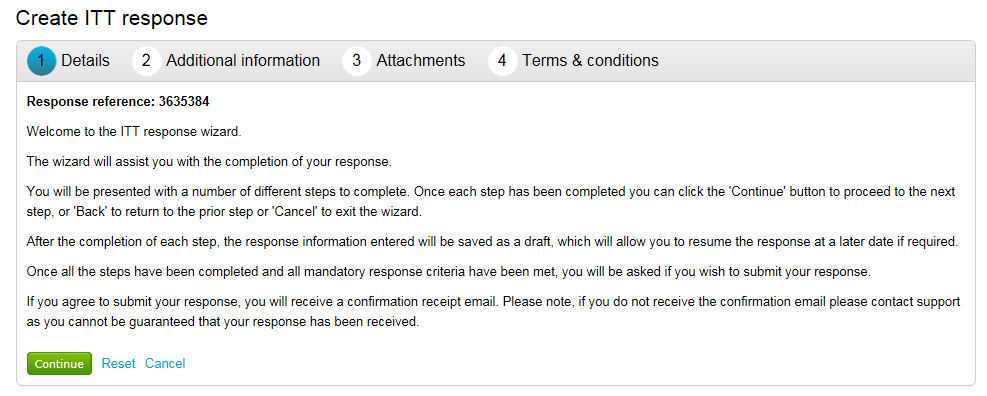 Create ITT response
1 Details 2 Additional information 3 Attachments 4 Terms & conditions
Response reference: 3635384
Welcome to the ITT response wizard.
The wizard will assist you with the completion of your response.
You will be presented with a number of different steps to complete. Once each step has been completed you can click the 'Continue' button to proceed to the next
step, or 'Back' to return to the prior step or 'Cancel' to exit the wizard.
After the completion of each step, the response information entered will be saved as a draft, which will allow you to resume the response at a later date if required.
Once all the steps have been completed and all mandatory response criteria have been met, you will be asked if you wish to submit your response.
If you agree to submit your response, you will receive a confirmation receipt email. Please note, if you do not receive the confirmation email please contact support
as you cannot be guaranteed that your response has been received.
Continue Reset Cancel